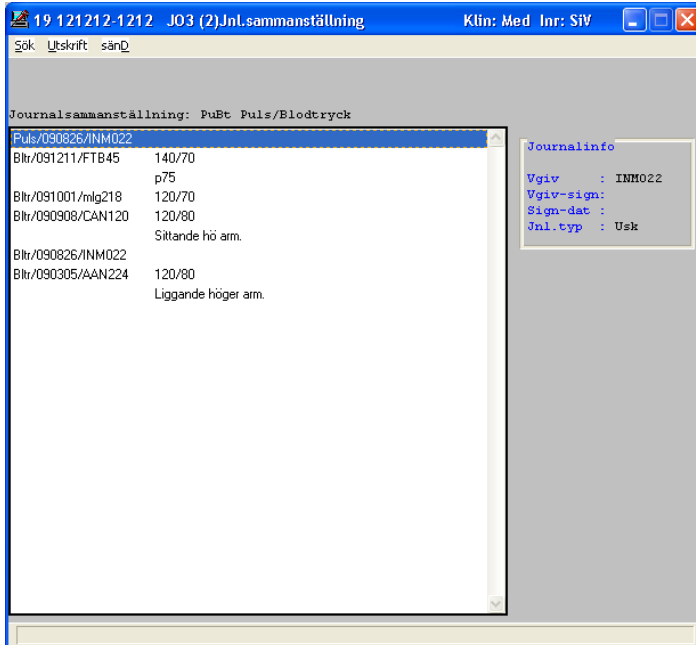 19 121212-1212 JO3 (2)Jnl.sammanställning Klin: Med Inr: SiV
Sök Utskrift sänD
Journalsammanställning: PuBt Puls/Blodtryck
Puls/090826/INM022
Bltr/091211/FTB45 140/70
p75
Bltr/091001/mlg218 120/70
Bltr/090908/CAN120 120/80
Sittande hö arm.
Bltr/090826/INM022
Bltr/090305/AAN224 120/80
Liggande höger arm.
Journalinfo
Vgiv : INM022
Vgiv-sign:
Sign-dat :
Jnl.typ : Usk